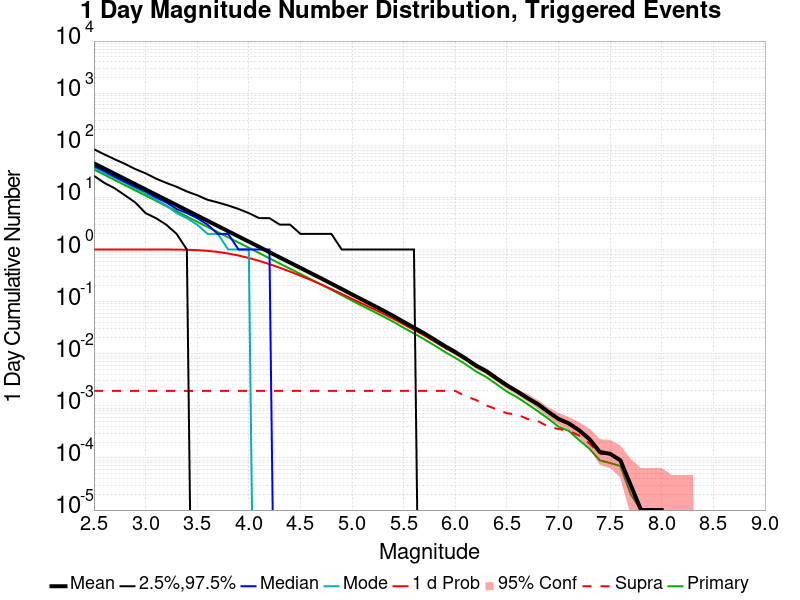 1 Day Magnitude Number Distribution, Triggered Events
1 Day Cumulative Number
10 4
10 3
10 2
10 1
10 0
10 -1
10 -2
10 -3
10 -4
10 -5
2.5 3.0 3.5 4.0 4.5 5.0 5.5 6.0 6.5 7.0 7.5 8.0 8.5 9.0
Magnitude
Mean 2.5%,97.5% Median Mode 1 d Prob 95% Conf Supra Primary